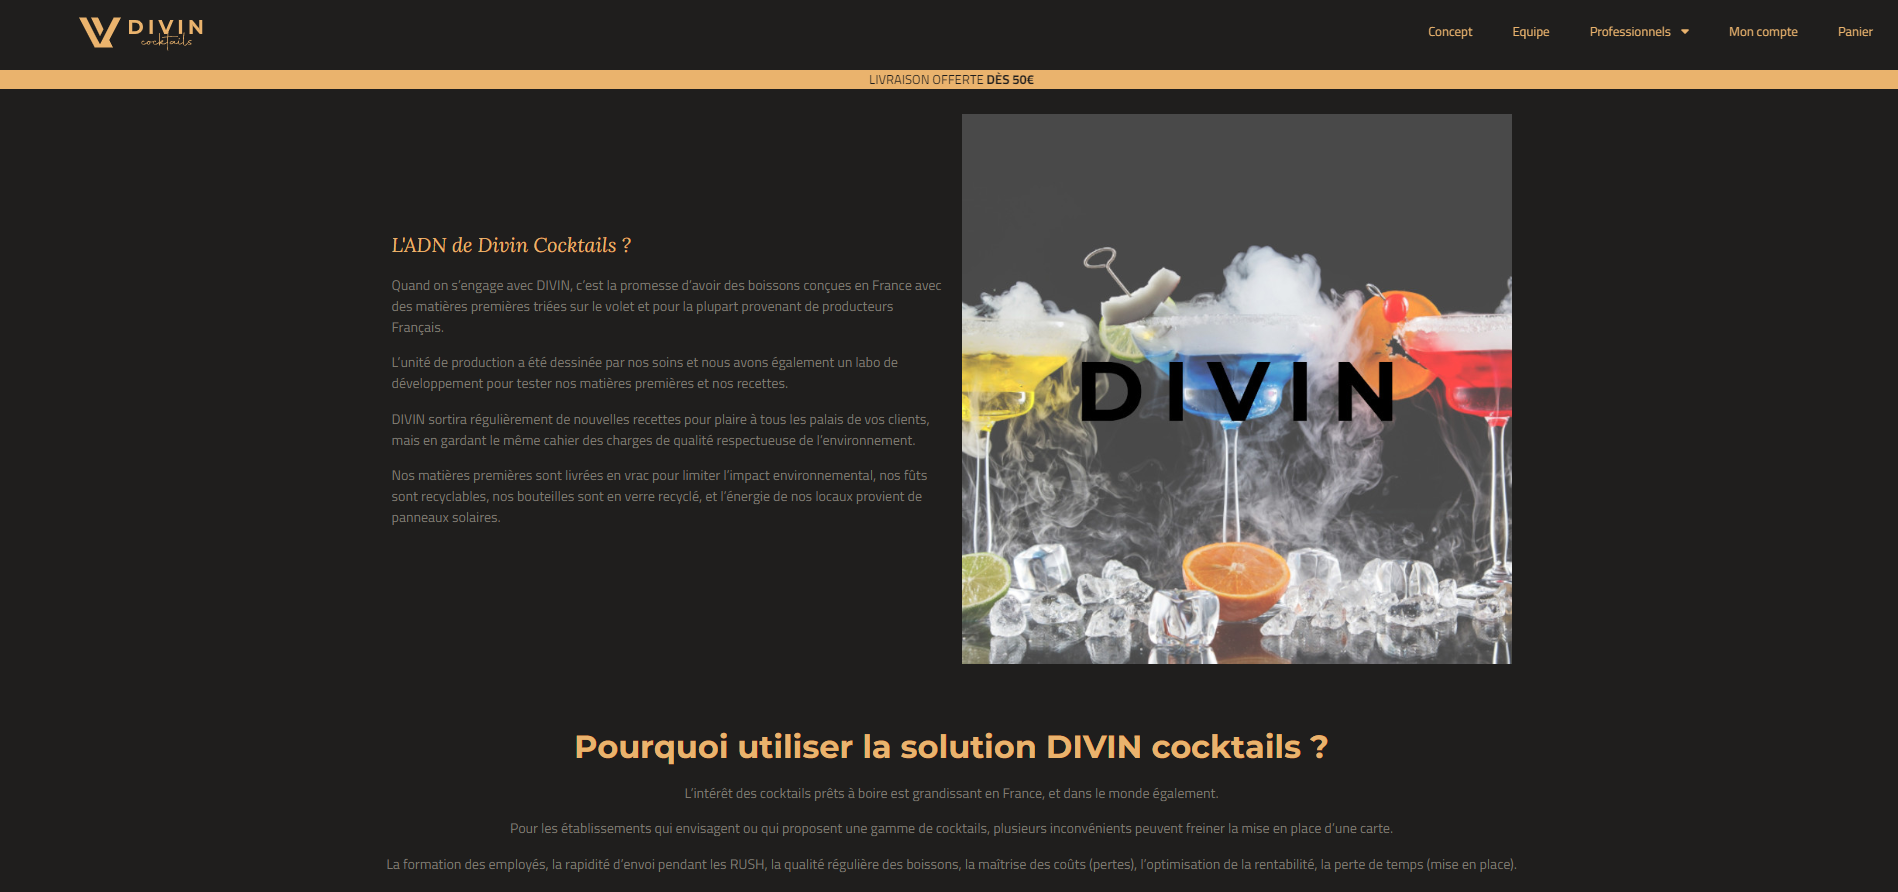 DIVIN
cocktails
Concept
Equipe
Professionnels
Mon compte
Panier
LIVRAISON OFFERTE DÈS 50€
L'ADN de Divin Cocktails ?
Quand on s’engage avec DIVIN, c’est la promesse d’avoir des boissons conçues en France avec
des matières premières triées sur le volet et pour la plupart provenant de producteurs
Français.
L’unité de production a été dessinée par nos soins et nous avons également un labo de
développement pour tester nos matières premières et nos recettes.
DIVIN sortira régulièrement de nouvelles recettes pour plaire à tous les palais de vos clients,
mais en gardant le même cahier des charges de qualité respectueuse de l’environnement.
Nos matières premières sont livrées en vrac pour limiter l’impact environnemental, nos fûts
sont recyclables, nos bouteilles sont en verre recyclé, et l’énergie de nos locaux provient de
panneaux solaires.
DIVIN
Pourquoi utiliser la solution DIVIN cocktails ?
L’intérêt des cocktails prêts à boire est grandissant en France, et dans le monde également.
Pour les établissements qui envisagent ou qui proposent une gamme de cocktails, plusieurs inconvénients peuvent freiner la mise en place d’une carte.
La formation des employés, la rapidité d’envoi pendant les RUSH, la qualité régulière des boissons, la maîtrise des coûts (pertes), l’optimisation de la rentabilité, la perte de temps (mise en place).